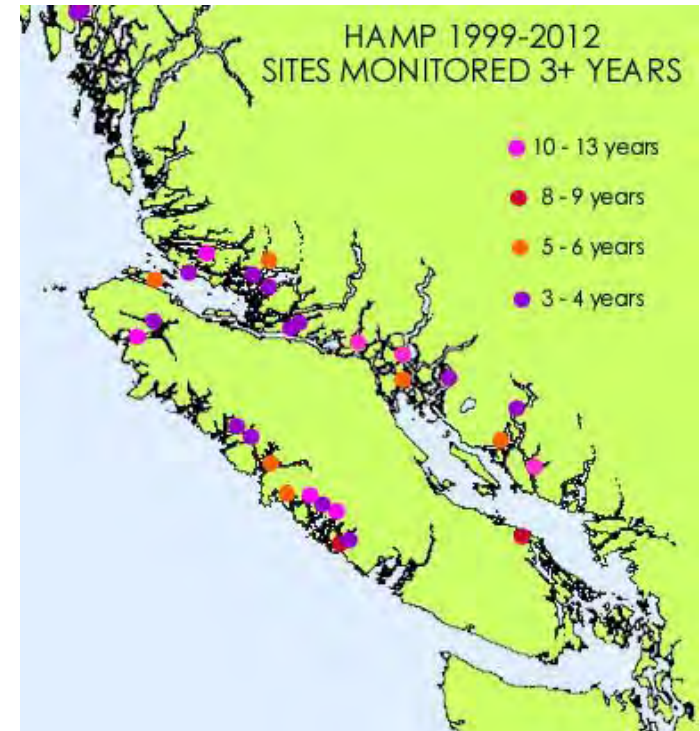 HAMP 1999-2012
SITES MONITORED 3+ YEARS
10 - 13 years
8 - 9 years
5 - 6 years
3 - 4 years